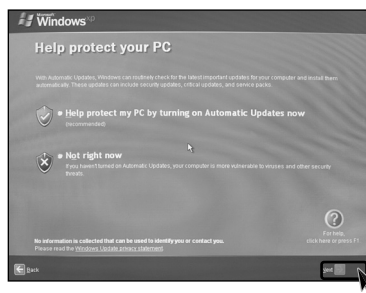 Microsoft
Windows xp
Help protect your PC
With Automatic Updates, Windows can routinely check for the latest important updates for your computer and install them
automatically. These updates can include security updates, critical updates, and service packs.
Help protect my PC by turning on Automatic Updates now
(recommended)
Not right now
If you haven't turned on Automatic Updates, your computer is more vulnerable to viruses and other security
threats.
For help,
click here or press F1
No information is collected that can be used to identify you or contact you.
Please read the Windows Update privacy statement.
Back
Next